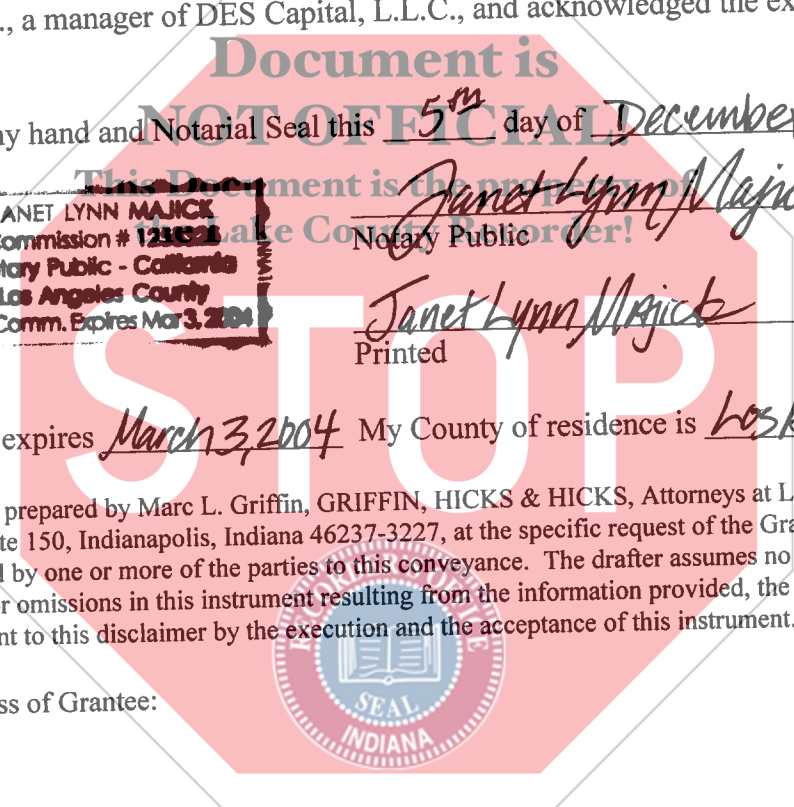 ., a manager of DES Capital, L.L.C., and acknowledged the ex
Document is
NOT OFFICIAL!
This Document is the property of
the Lake County Recorder!
ny hand and Notarial Seal this 5th day of December
ANET LYNN MAJICK
Commission #
tary Public - California
Los Angeles County
Comm. Expires Mar 3, 2004
Janet Lynn Majic
Notary Public
Janet Lynn Majick
Printed
STOP
expires March 3, 2004 My County of residence is Los
prepared by Marc L. Griffin, GRIFFIN, HICKS & HICKS, Attorneys at L
te 150, Indianapolis, Indiana 46237-3227, at the specific request of the Gra
l by one or more of the parties to this conveyance. The drafter assumes no
r omissions in this instrument resulting from the information provided, the
nt to this disclaimer by the execution and the acceptance of this instrument.
SEAL
INDIANA
ss of Grantee: